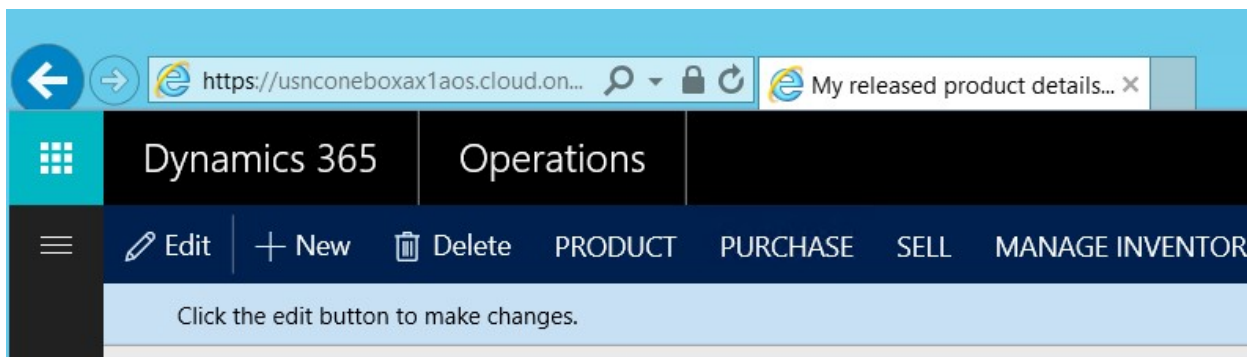 https://usnconeboxax1aos.cloud.on... My released product details...
Dynamics 365 Operations
Edit New Delete PRODUCT PURCHASE SELL MANAGE INVENTOR
Click the edit button to make changes.